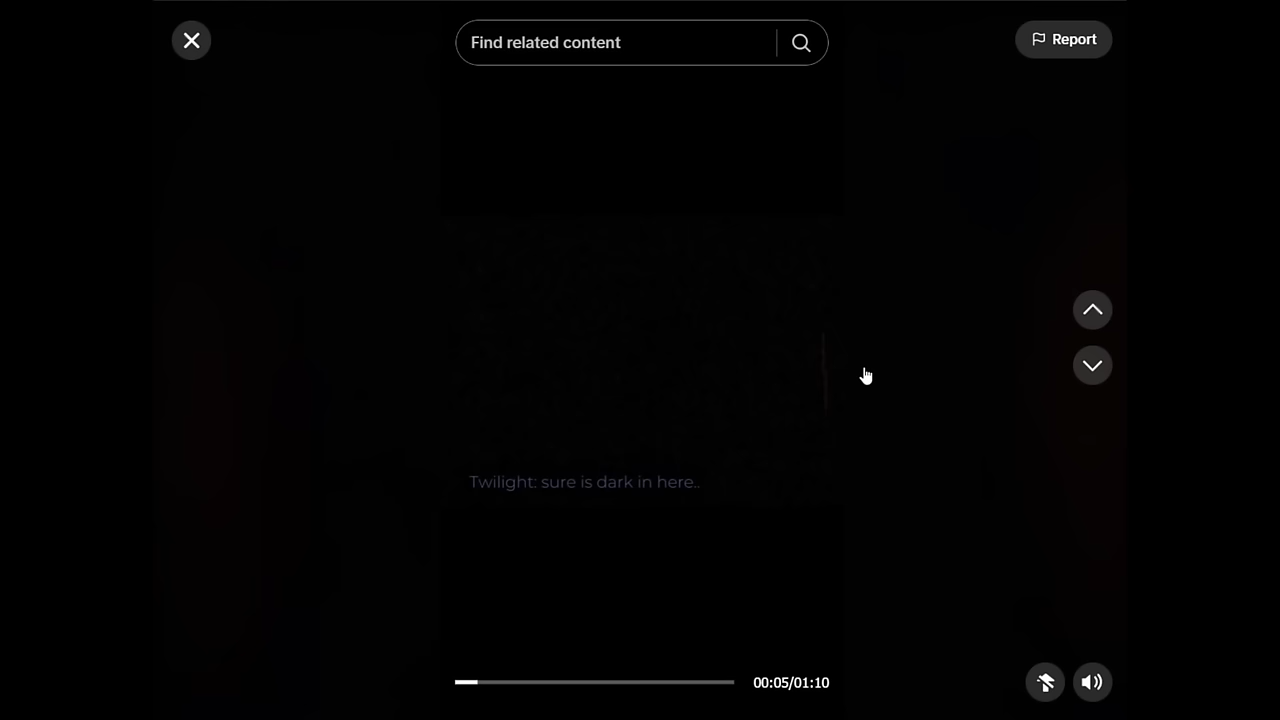 Find related content
Report
Twilight: sure is dark in here..
00:05/01:10